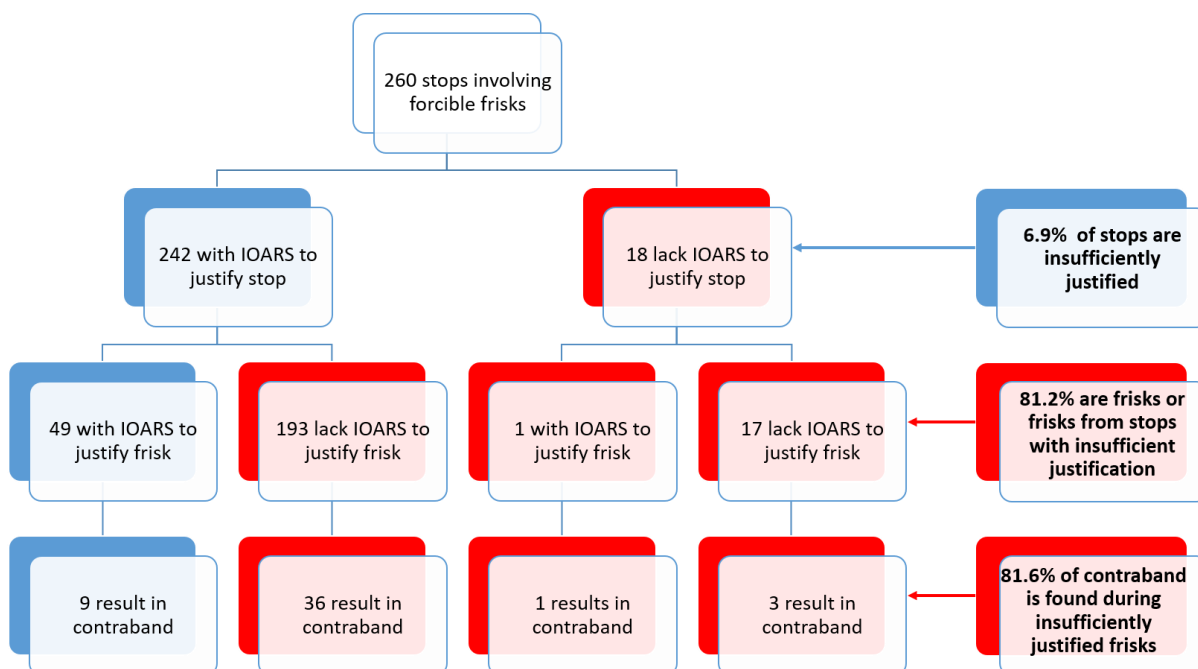 260 stops involving
forcible frisks
242 with IOARS to
justify stop
18 lack IOARS to
justify stop
6.9% of stops are
insufficiently
justified
49 with IOARS to
justify frisk
193 lack IOARS to
justify frisk
1 with IOARS to
justify frisk
17 lack IOARS to
justify frisk
81.2% are frisks or
frisks from stops
with insufficient
justification
9 result in
contraband
36 result in
contraband
1 results in
contraband
3 result in
contraband
81.6% of contraband
is found during
insufficiently
justified frisks